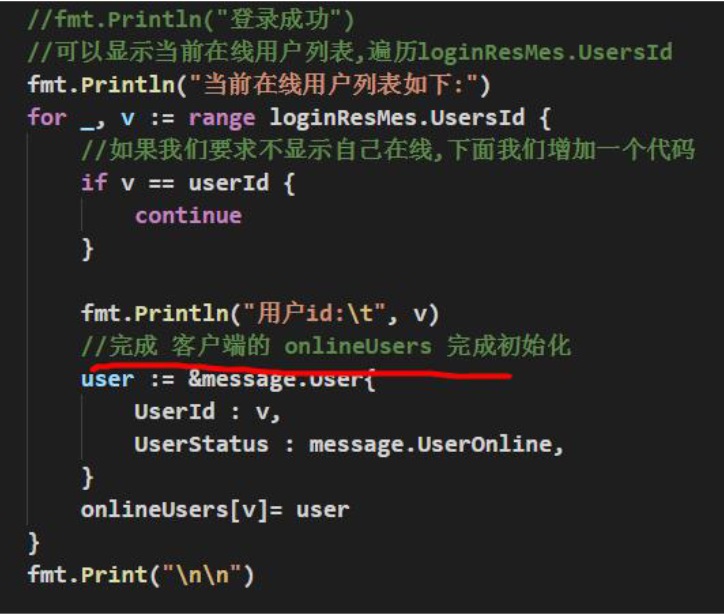 //fmt.Println("登录成功")
//可以显示当前在线用户列表,遍历loginResMes.UsersId
fmt.Println("当前在线用户列表如下:")
for _, v := range loginResMes.UsersId {
//如果我们要求不显示自己在线,下面我们增加一个代码
if v == userId {
continue
}
fmt.Println("用户id:\t", v)
//完成 客户端的 onlineUsers 完成初始化
user := &message.User{
UserId : v,
UserStatus : message.UserOnline,
}
onlineUsers[v]= user
}
fmt.Print("\n\n")